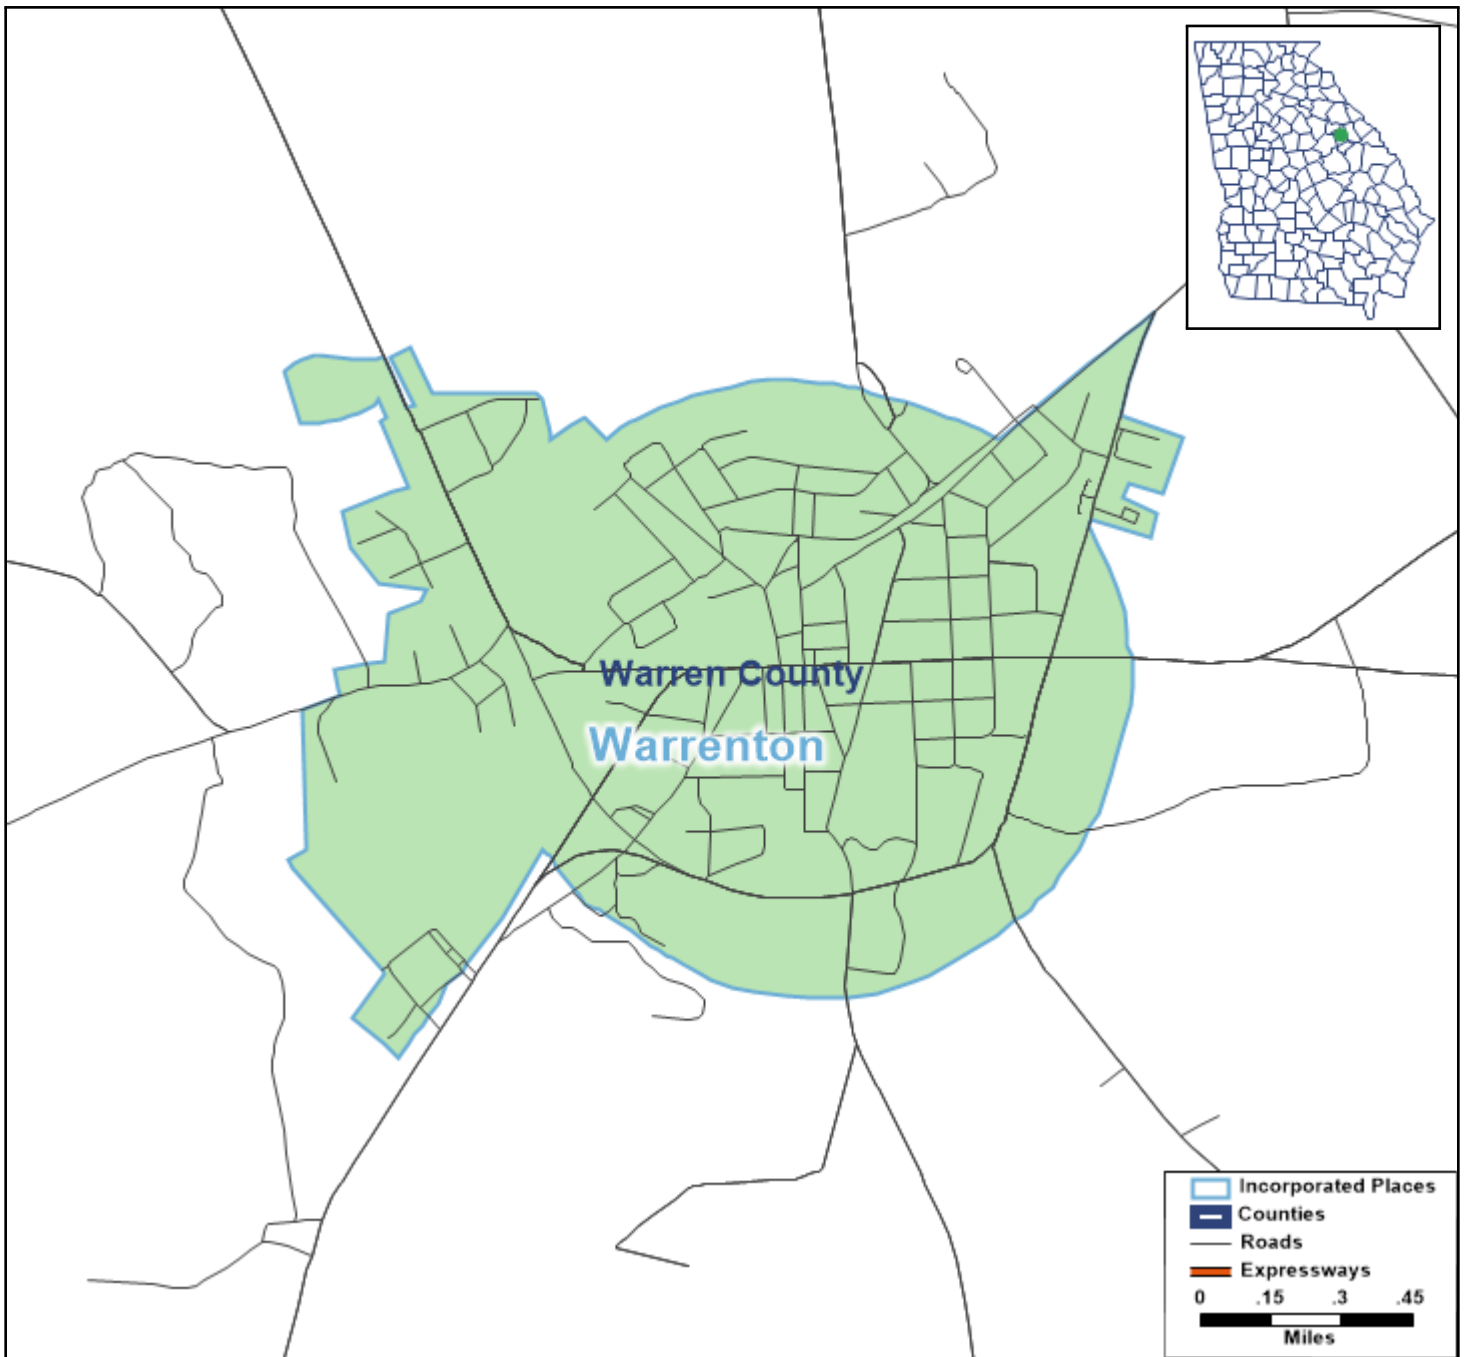 Warren County
Warrenton
Incorporated Places
Counties
Roads
Expressways
0 .15 .3 .45
Miles